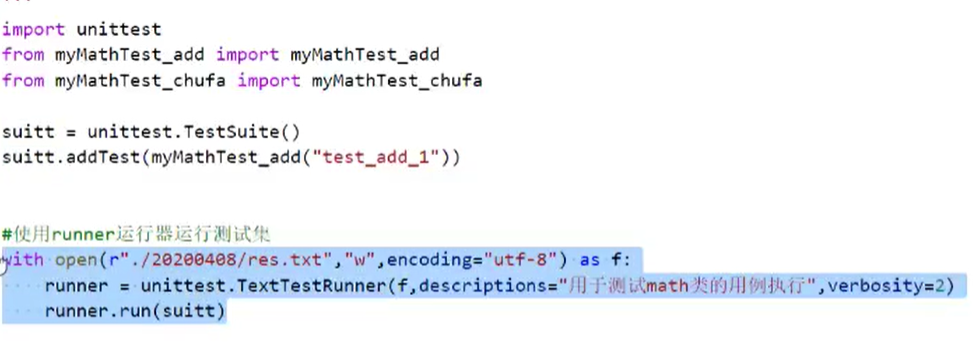 import unittest
from myMathTest_add import myMathTest_add
from myMathTest_chufa import myMathTest_chufa
suitt = unittest.TestSuite()
suitt.addTest(myMathTest_add("test_add_1"))
#使用runner运行器运行测试集
with open(r"./20200408/res.txt","w",encoding="utf-8") as f:
    runner = unittest.TextTestRunner(f,descriptions="用于测试math类的用例执行",verbosity=2)
    runner.run(suitt)